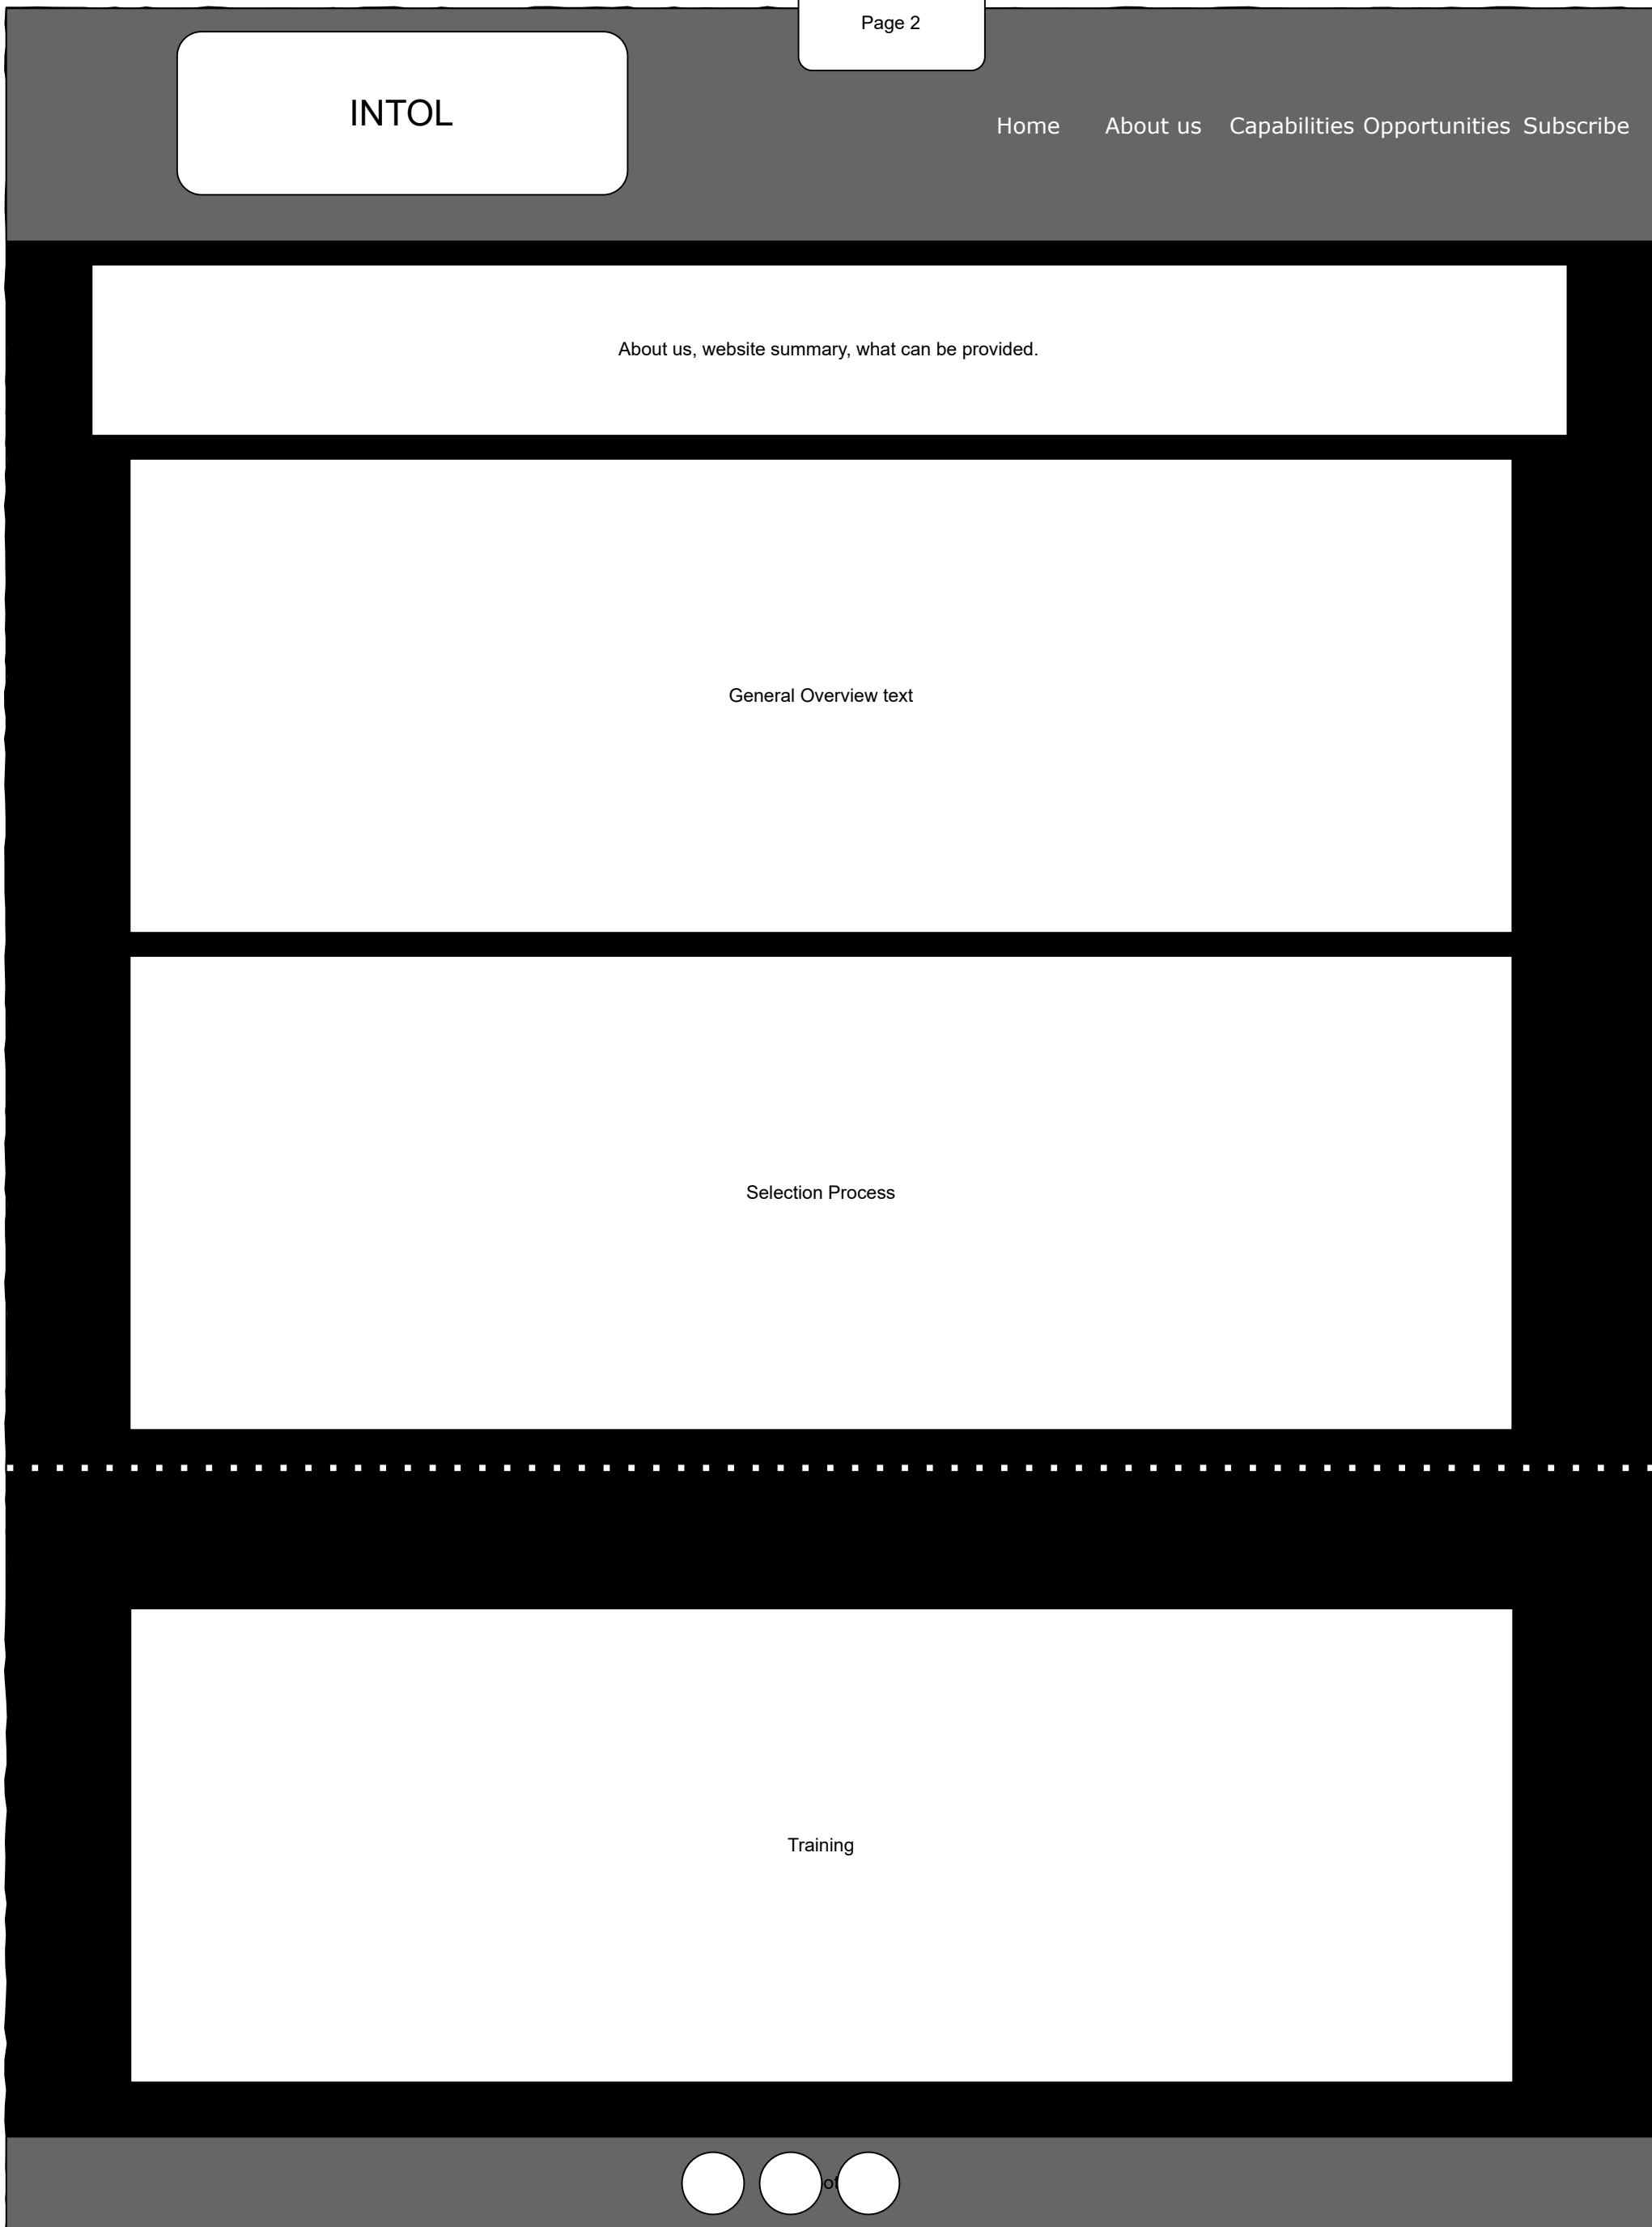 Page 2
INTOL
Home About us Capabilities Opportunities Subscribe
About us, website summary, what can be provided.
General Overview text
Selection Process
Training